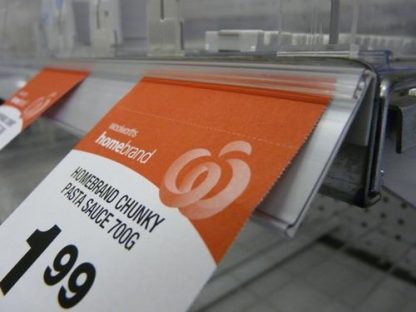 woolworths
homebrand
HOMEBRAND CHUNKY
PASTA SAUCE 700G
1 99